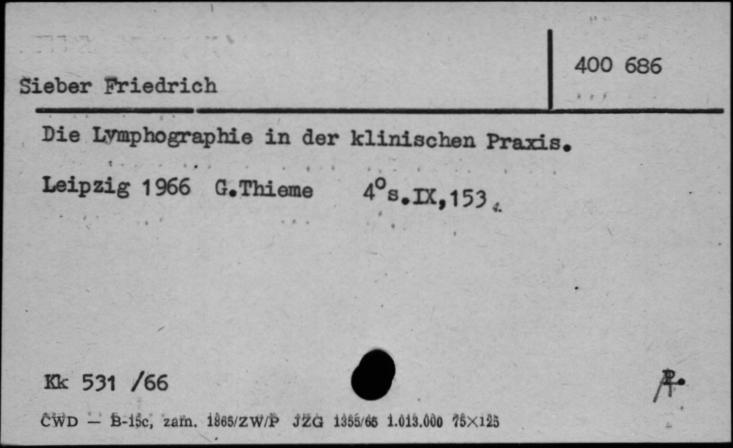 400 686
Sieber Friedrich
Die Lymphographie in der klinischen Praxis.
Leipzig 1966 G.Thieme 4°s.IX,153.
Kk 531 /66
CWD — B-15c, zam. 1865/ZW/P JZG 1355/65 1.013.000 75×125